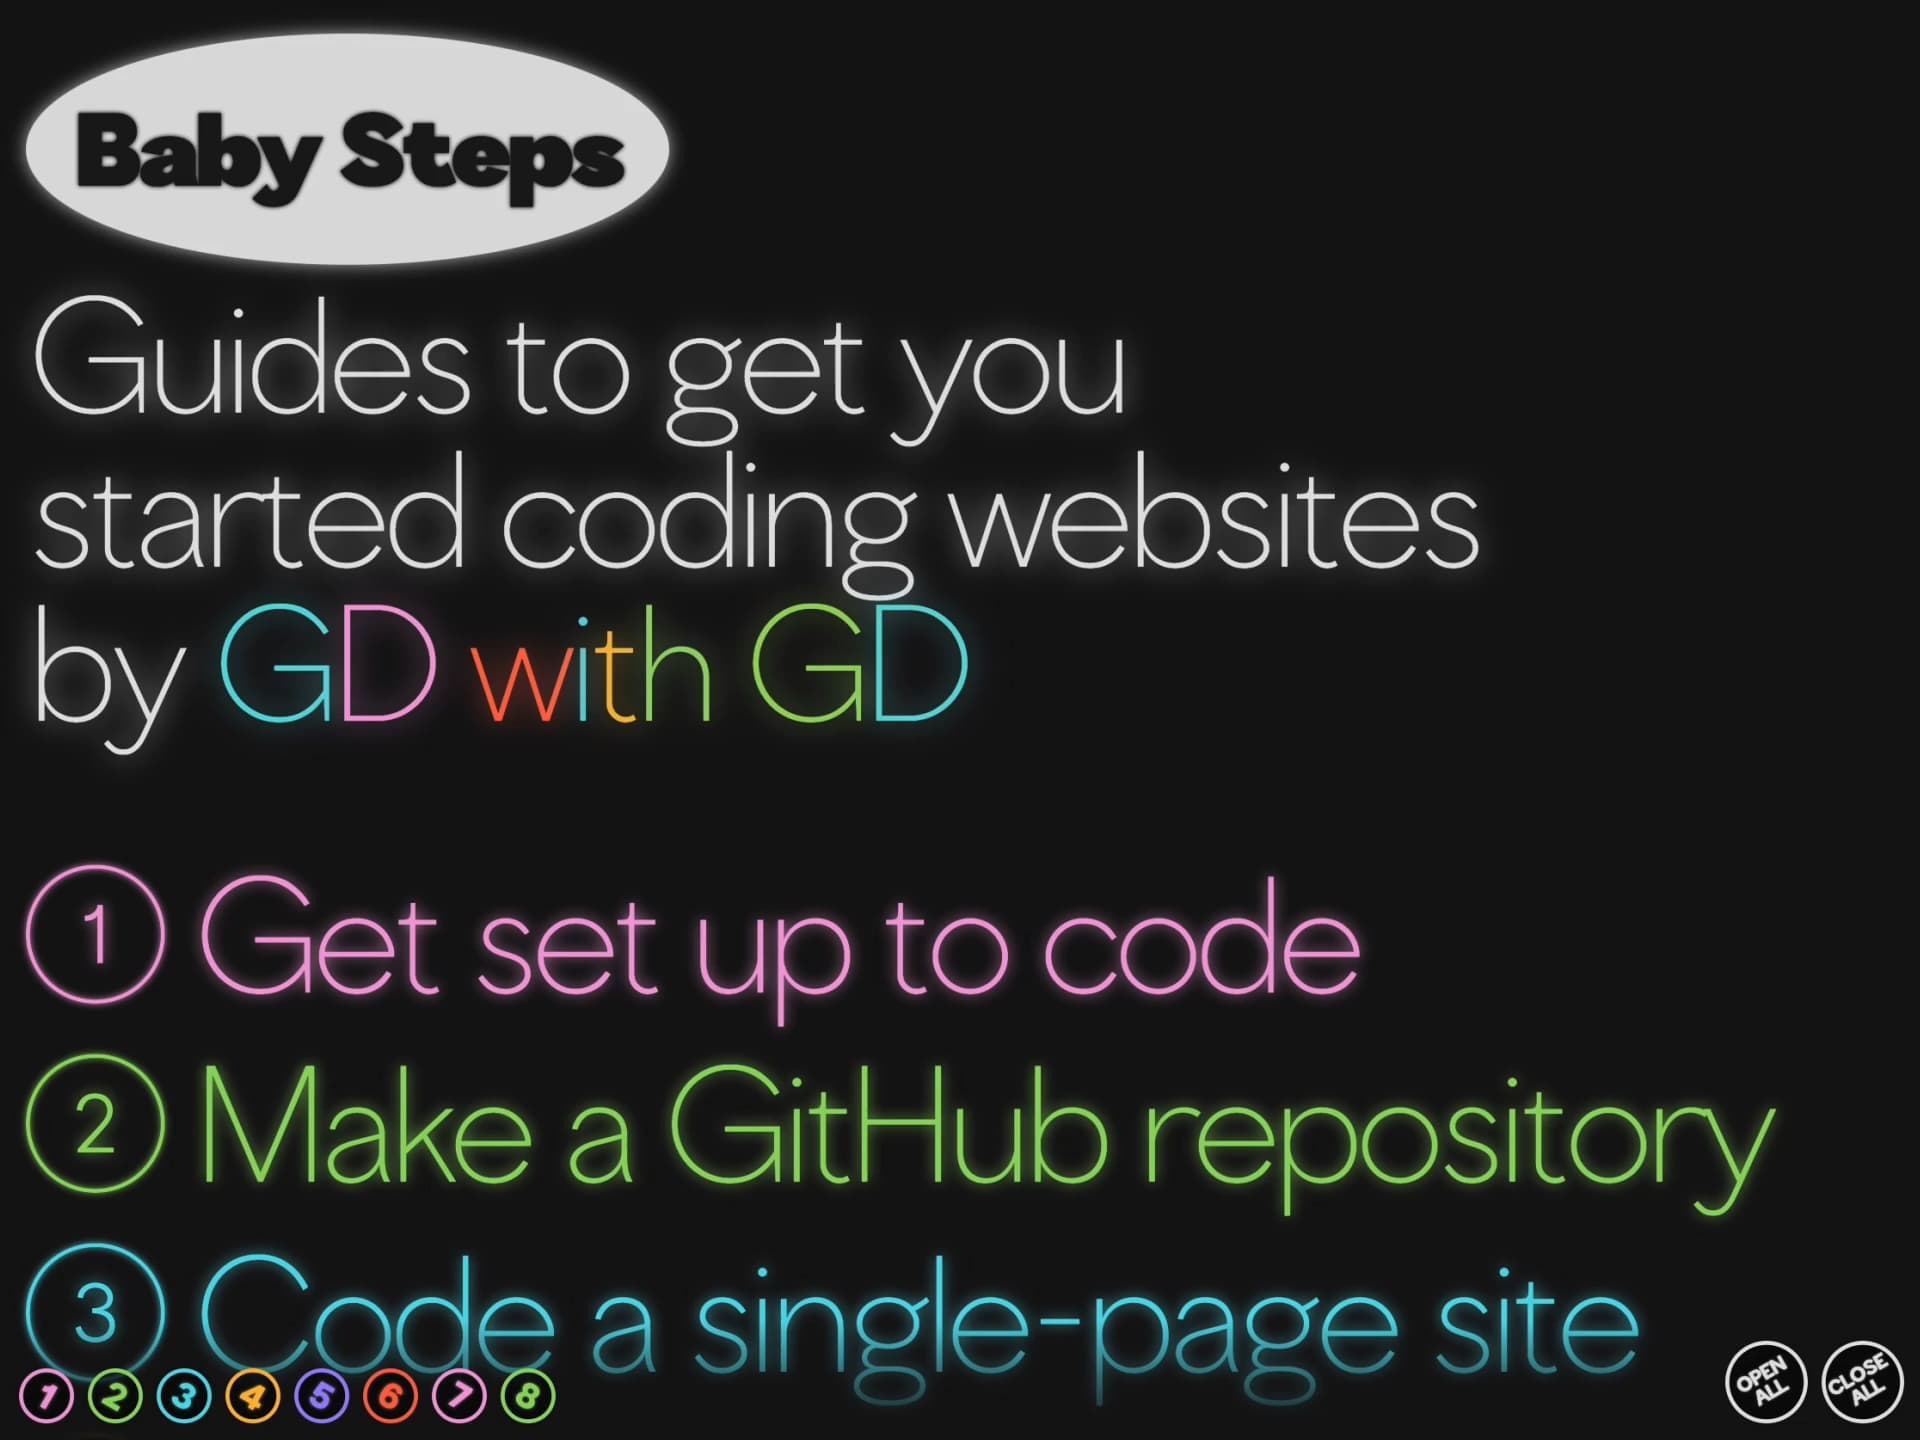 Baby Steps
Guides to get you
started coding websites
by GD with GD
1 Get set up to code
2 Make a GitHub repository
3 Code a single-page site
1 2 3 4 5 6 7 8
OPEN
ALL
CLOSE
ALL